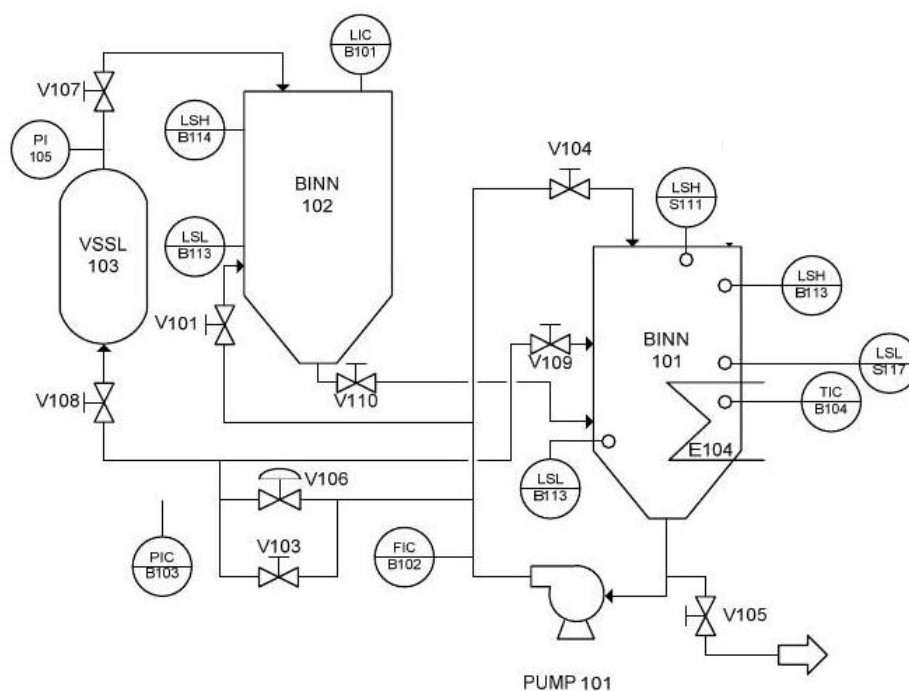 LIC
B101
V107
LSH
B114
PI
105
BINN
102
V104
LSH
S111
VSSL
103
LSL
B113
LSH
B113
V101
BINN
101
V109
LSL
S117
V108
V110
TIC
B104
E104
V106
LSL
B113
PIC
B103
V103
FIC
B102
V105
PUMP 101